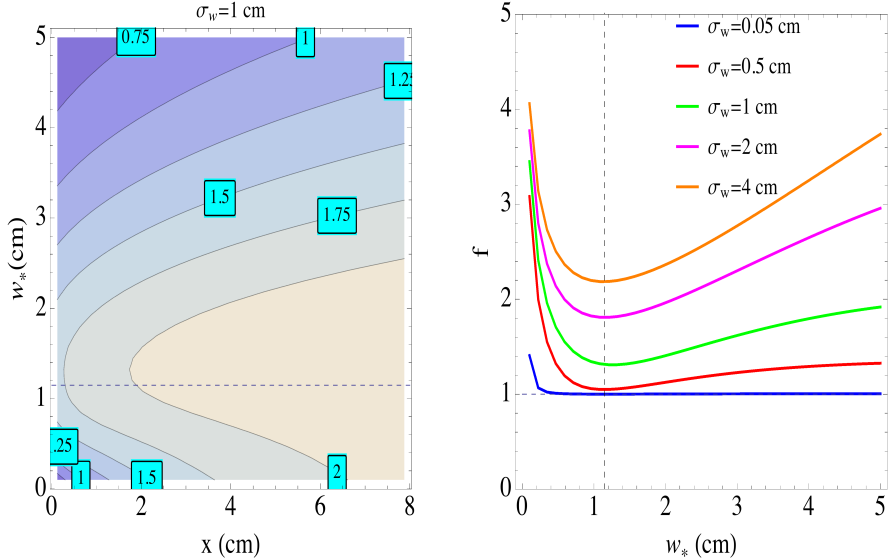 σw=1 cm
5
4
3
2
1
0
w*(cm)
0.75
1
1.25
1.5
1.75
.25
1
1.5
2
0 2 4 6 8
x (cm)
5
4
3
2
1
0
f
σw=0.05 cm
σw=0.5 cm
σw=1 cm
σw=2 cm
σw=4 cm
0 1 2 3 4 5
w* (cm)